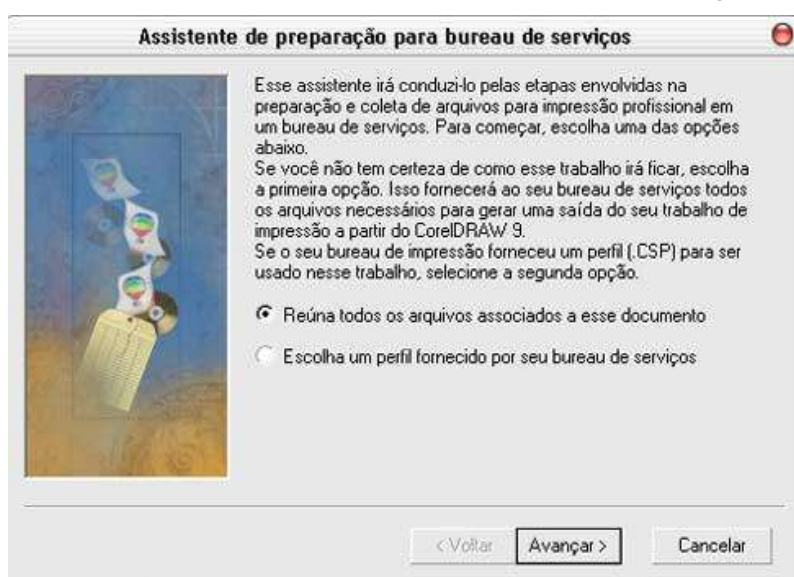 Assistente de preparação para bureau de serviços
Esse assistente irá conduzi-lo pelas etapas envolvidas na
preparação e coleta de arquivos para impressão profissional em
um bureau de serviços. Para começar, escolha uma das opções
abaixo.
Se você não tem certeza de como esse trabalho irá ficar, escolha
a primeira opção. Isso fornecerá ao seu bureau de serviços todos
os arquivos necessários para gerar uma saída do seu trabalho de
impressão a partir do CorelDRAW 9.
Se o seu bureau de impressão forneceu um perfil (.CSP) para ser
usado nesse trabalho, selecione a segunda opção.
Reúna todos os arquivos associados a esse documento
Escolha um perfil fornecido por seu bureau de serviços
< Voltar Avançar > Cancelar